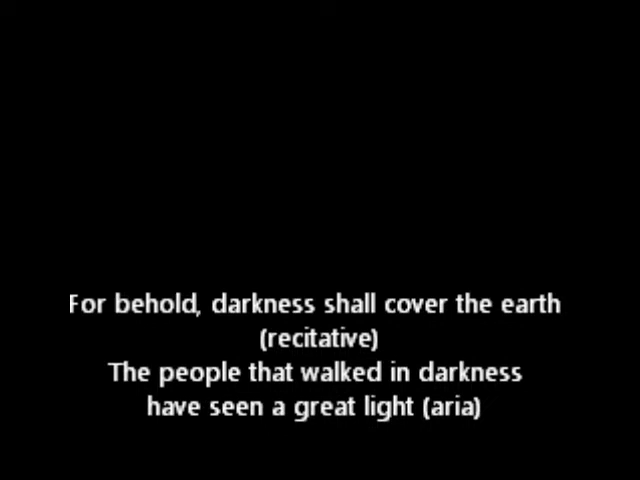 For behold, darkness shall cover the earth
(recitative)
The people that walked in darkness
have seen a great light (aria)